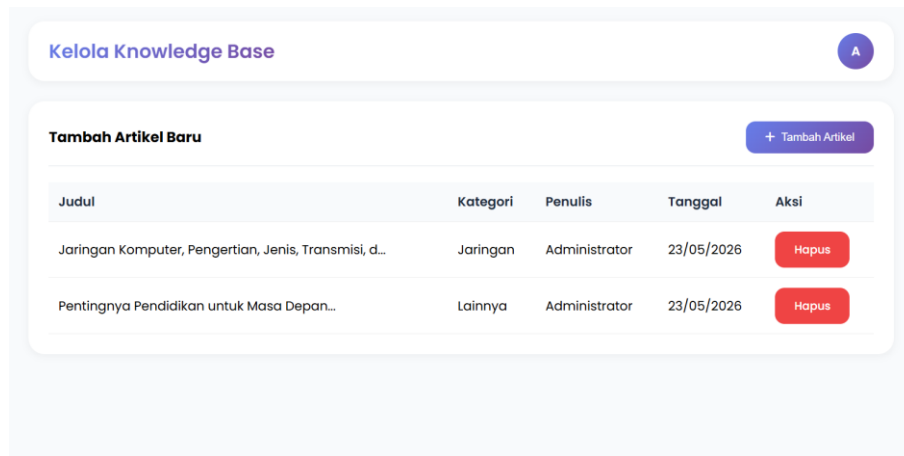 Kelola Knowledge Base
A
Tambah Artikel Baru
+ Tambah Artikel
Judul Kategori Penulis Tanggal Aksi
Jaringan Komputer, Pengertian, Jenis, Transmisi, d... Jaringan Administrator 23/05/2026 Hapus
Pentingnya Pendidikan untuk Masa Depan... Lainnya Administrator 23/05/2026 Hapus